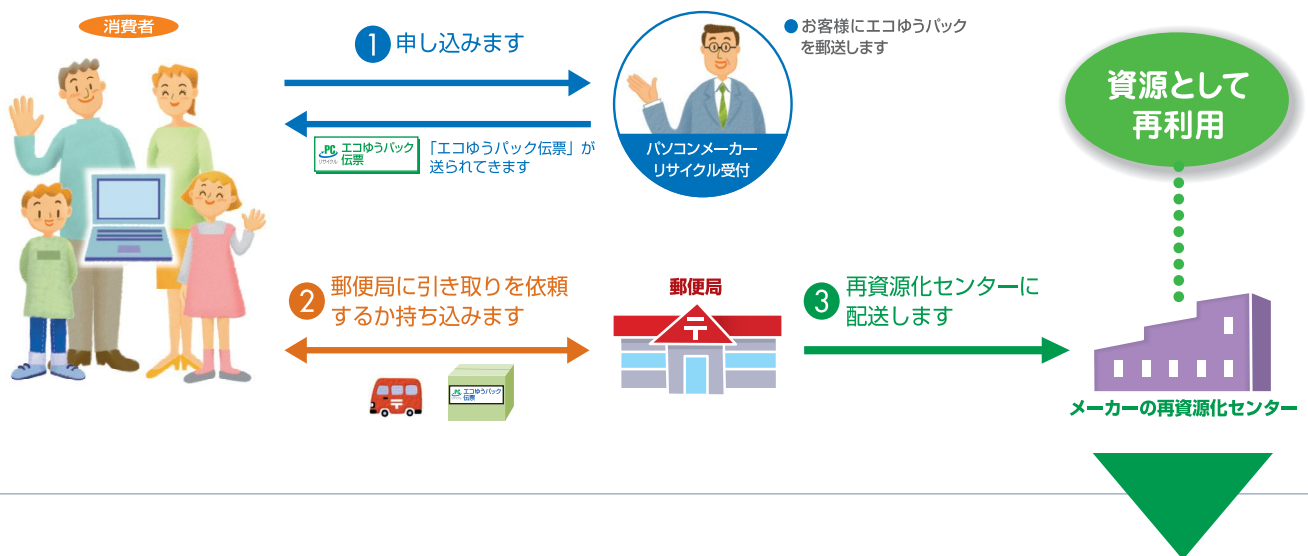 消費者
1 申し込みます
PC
リサイクル
エコゆうパック
伝票
「エコゆうパック伝票」が
送られてきます
パソコンメーカー
リサイクル受付
●お客様にエコゆうパック
を郵送します
資源として
再利用
2 郵便局に引き取りを依頼
するか持ち込みます
エコゆうパック
伝票
郵便局
〒
3 再資源化センターに
配送します
メーカーの再資源化センター